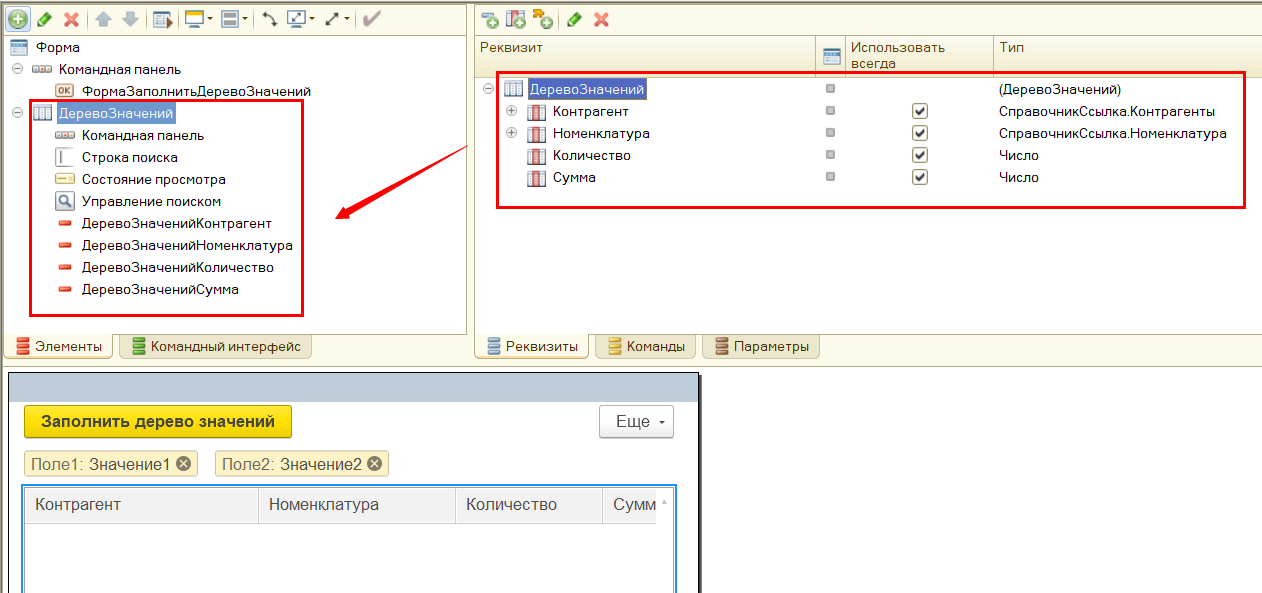 Форма
Командная панель
OK ФормаЗаполнитьДеревоЗначений
ДеревоЗначений
Командная панель
Строка поиска
Состояние просмотра
Управление поиском
ДеревоЗначенийКонтрагент
ДеревоЗначенийНоменклатура
ДеревоЗначенийКоличество
ДеревоЗначенийСумма
Элементы Командный интерфейс
Реквизит Использовать всегда Тип
ДеревоЗначений (ДеревоЗначений)
Контрагент СправочникСсылка.Контрагенты
Номенклатура СправочникСсылка.Номенклатура
Количество Число
Сумма Число
Реквизиты Команды Параметры
Заполнить дерево значений Еще
Поле1: Значение1 Поле2: Значение2
Контрагент Номенклатура Количество Сумм